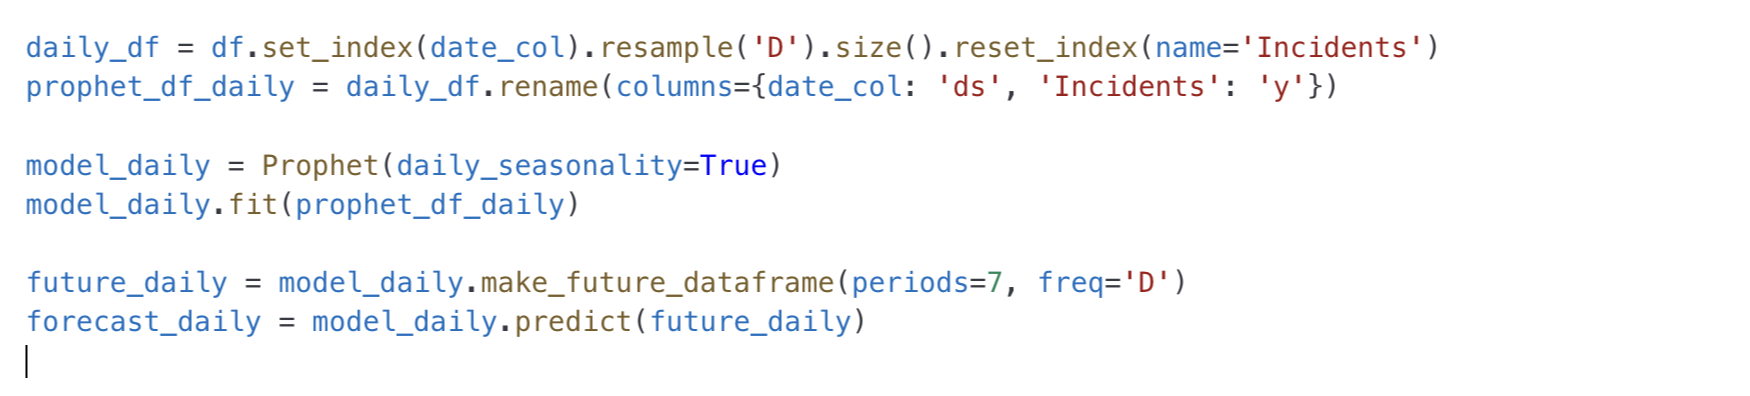 daily_df = df.set_index(date_col).resample('D').size().reset_index(name='Incidents')
prophet_df_daily = daily_df.rename(columns={date_col: 'ds', 'Incidents': 'y'})
model_daily = Prophet(daily_seasonality=True)
model_daily.fit(prophet_df_daily)
future_daily = model_daily.make_future_dataframe(periods=7, freq='D')
forecast_daily = model_daily.predict(future_daily)